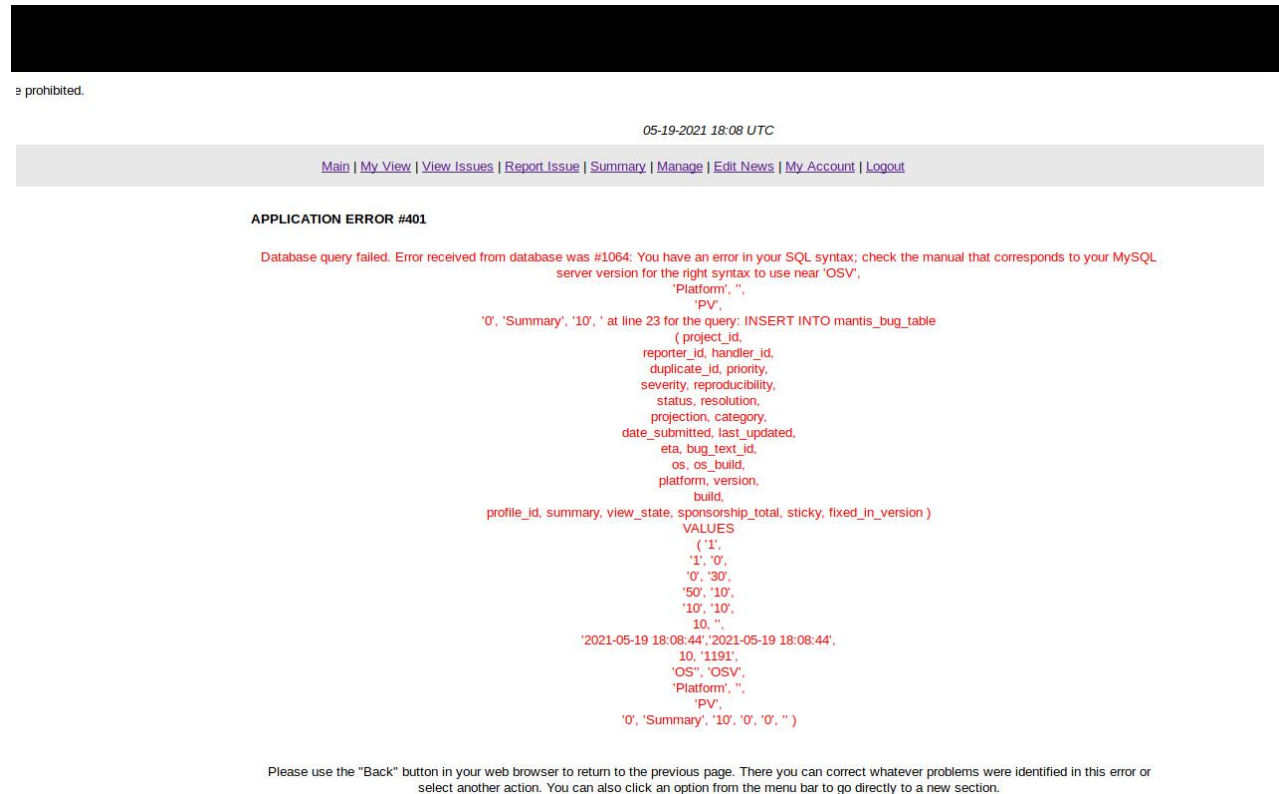 e prohibited.
05-19-2021 18:08 UTC
Main | My View | View Issues | Report Issue | Summary | Manage | Edit News | My Account | Logout
APPLICATION ERROR #401
Database query failed. Error received from database was #1064: You have an error in your SQL syntax; check the manual that corresponds to your MySQL
server version for the right syntax to use near 'OSV',
'Platform', '',
'PV',
'0', 'Summary', '10', ' at line 23 for the query: INSERT INTO mantis_bug_table
( project_id,
reporter_id, handler_id,
duplicate_id, priority,
severity, reproducibility,
status, resolution,
projection, category,
date_submitted, last_updated,
eta, bug_text_id,
os, os_build,
platform, version,
build,
profile_id, summary, view_state, sponsorship_total, sticky, fixed_in_version )
VALUES
( '1',
'1', '0',
'0', '30',
'50', '10',
'10', '10',
10, '',
'2021-05-19 18:08:44','2021-05-19 18:08:44',
10, '1191',
'OS'', 'OSV',
'Platform', '',
'PV',
'0', 'Summary', '10', '0', '0', '' )
Please use the "Back" button in your web browser to return to the previous page. There you can correct whatever problems were identified in this error or
select another action. You can also click an option from the menu bar to go directly to a new section.